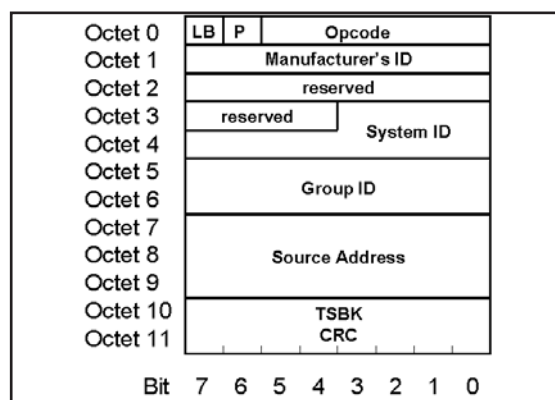 Octet 0 LB P Opcode
Octet 1 Manufacturer's ID
Octet 2 reserved
Octet 3 reserved
System ID
Octet 4
Octet 5
Group ID
Octet 6
Octet 7
Octet 8 Source Address
Octet 9
Octet 10 TSBK
Octet 11 CRC
Bit 7 6 5 4 3 2 1 0